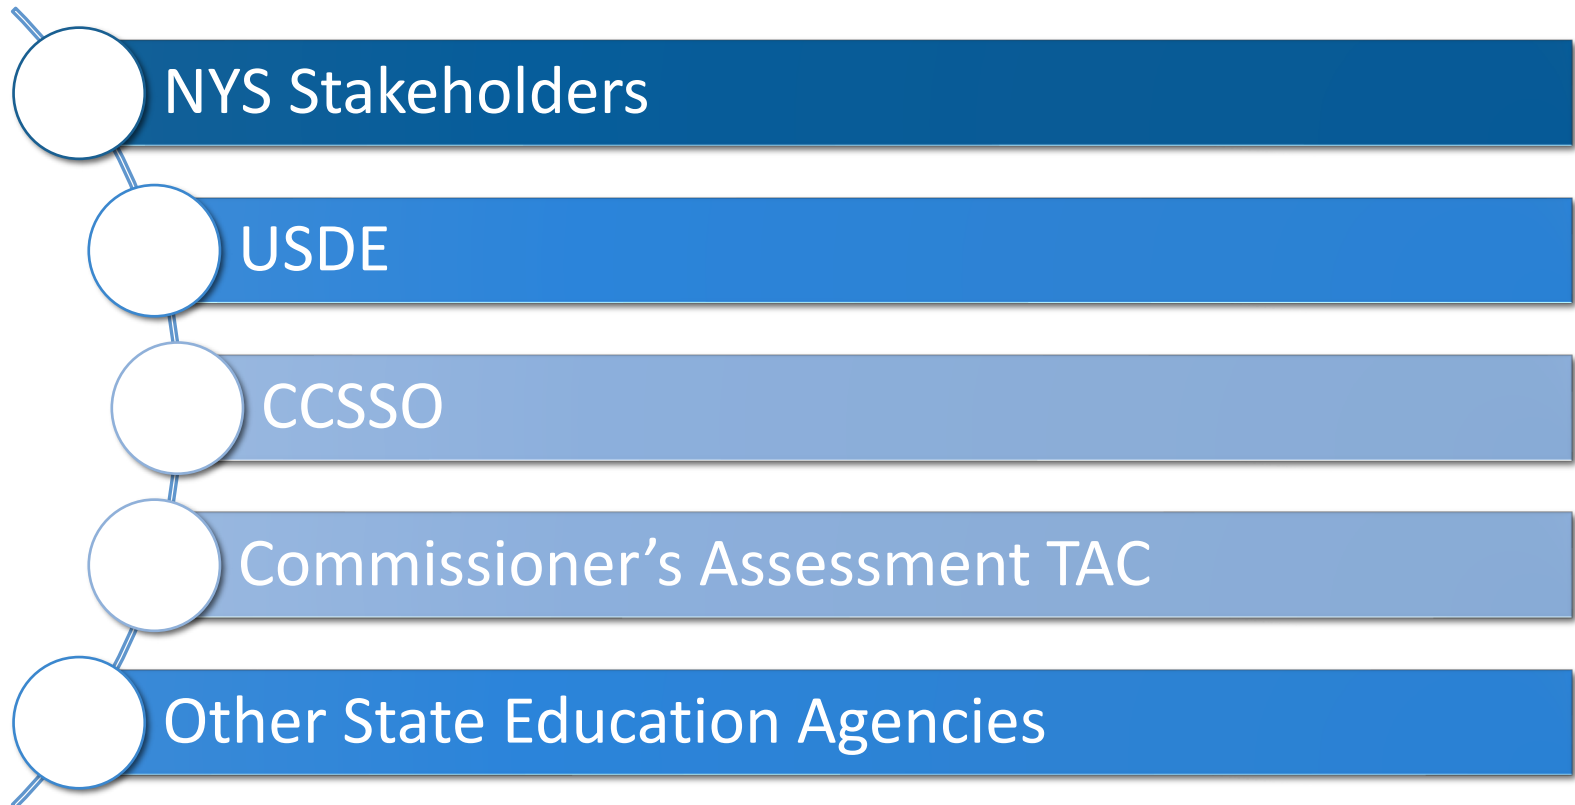 NYS Stakeholders
USDE
CCSSO
Commissioner’s Assessment TAC
Other State Education Agencies